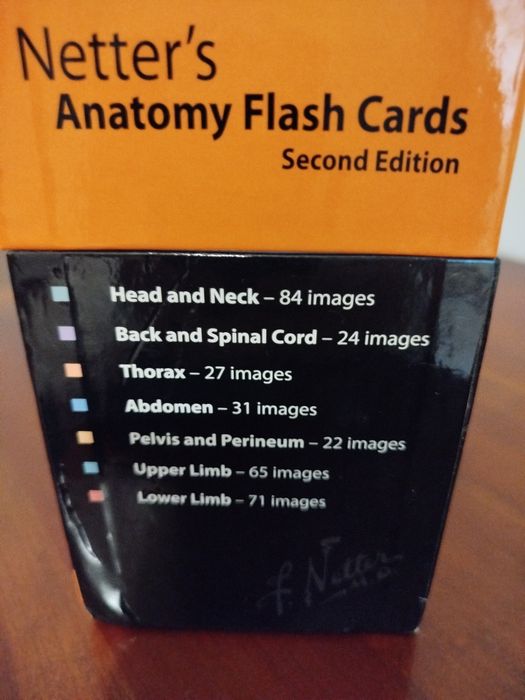 Netter's
Anatomy Flash Cards
Second Edition
Head and Neck – 84 images
Back and Spinal Cord – 24 images
Thorax – 27 images
Abdomen – 31 images
Pelvis and Perineum – 22 images
Upper Limb – 65 images
Lower Limb – 71 images
F. Netter